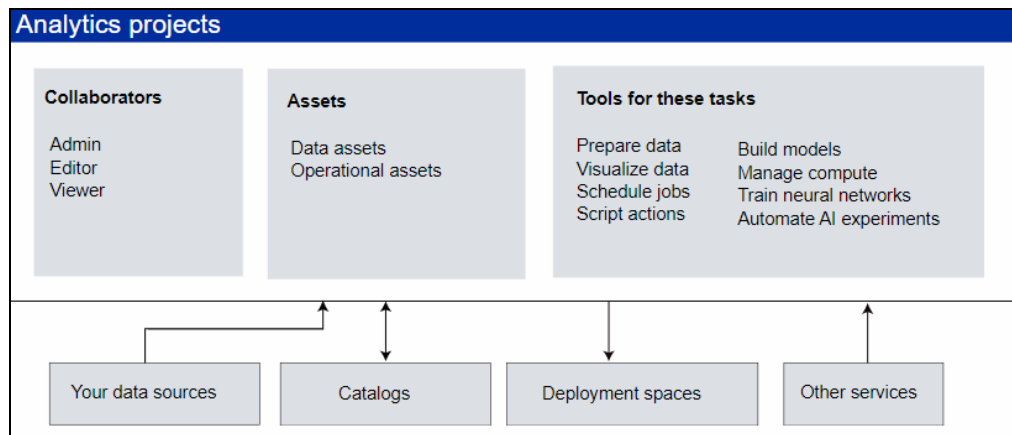 Analytics projects
Collaborators
Admin
Editor
Viewer
Assets
Data assets
Operational assets
Tools for these tasks
Prepare data
Visualize data
Schedule jobs
Script actions
Build models
Manage compute
Train neural networks
Automate AI experiments
Your data sources
Catalogs
Deployment spaces
Other services